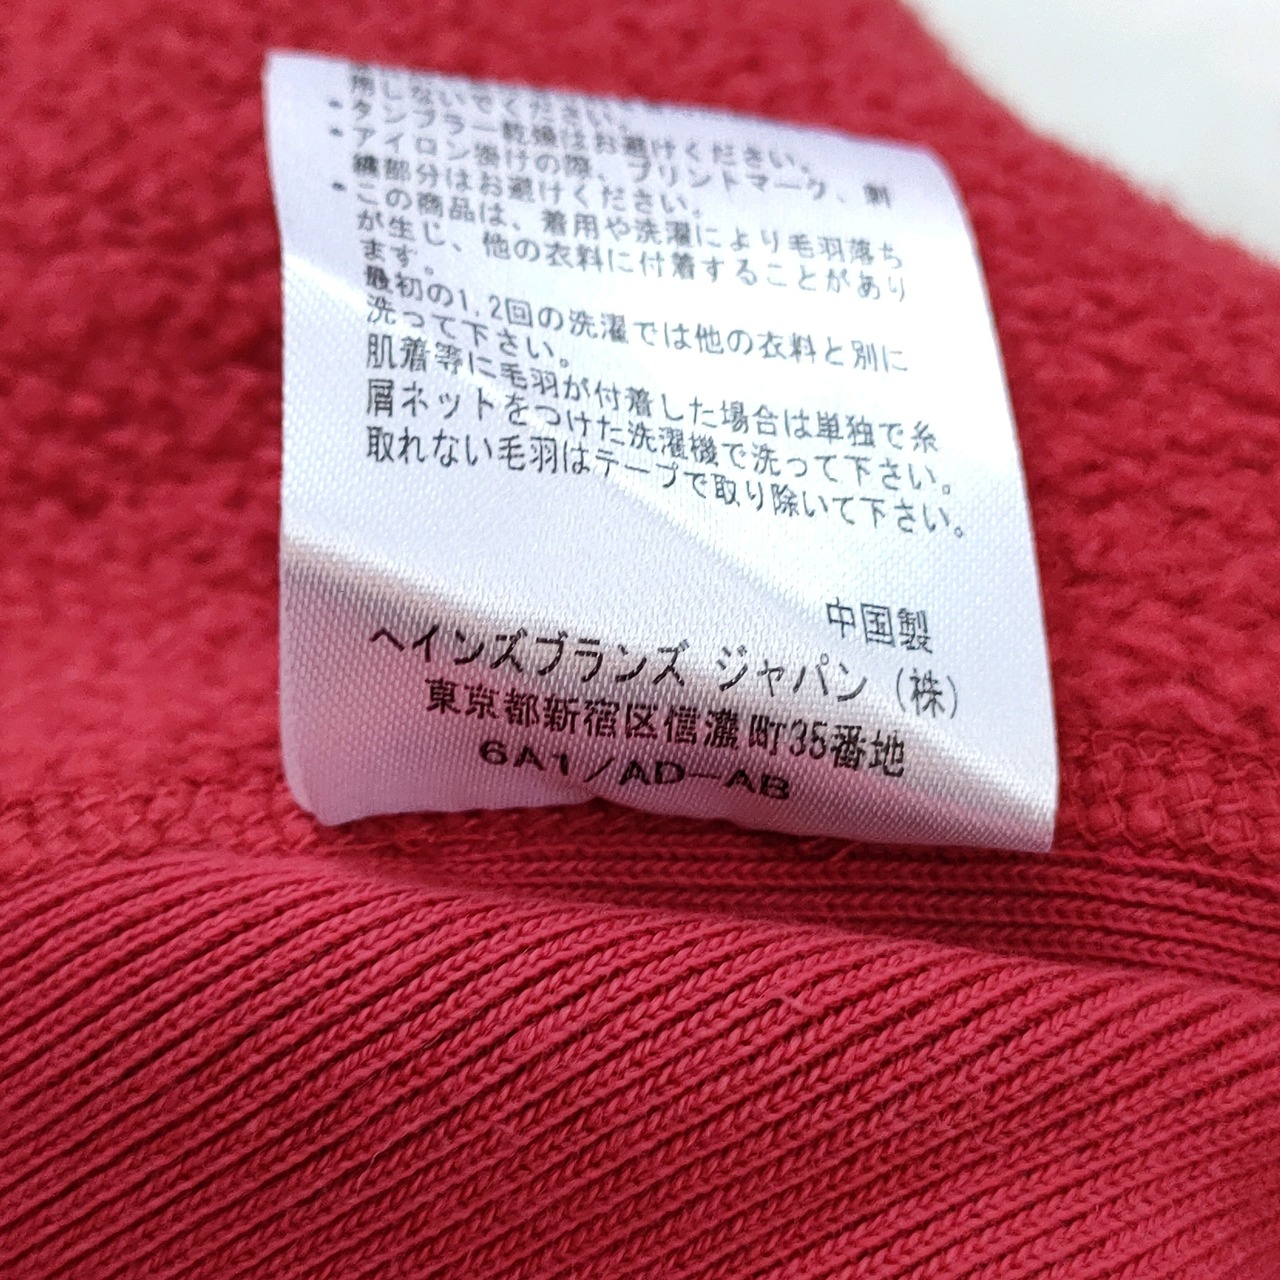 用しないでください。
・タンブラー乾燥はお避けください。
・アイロン掛けの際、プリントマーク、刺
繍部分はお避けください。
・この商品は、着用や洗濯により毛羽落ち
が生じ、他の衣料に付着することがあり
ます。
最初の1,2回の洗濯では他の衣料と別に
洗って下さい。
肌着等に毛羽が付着した場合は単独で糸
屑ネットをつけた洗濯機で洗って下さい。
取れない毛羽はテープで取り除いて下さい。
中国製
ヘインズブランズ ジャパン(株)
東京都新宿区信濃町35番地
6A1/AD-AB